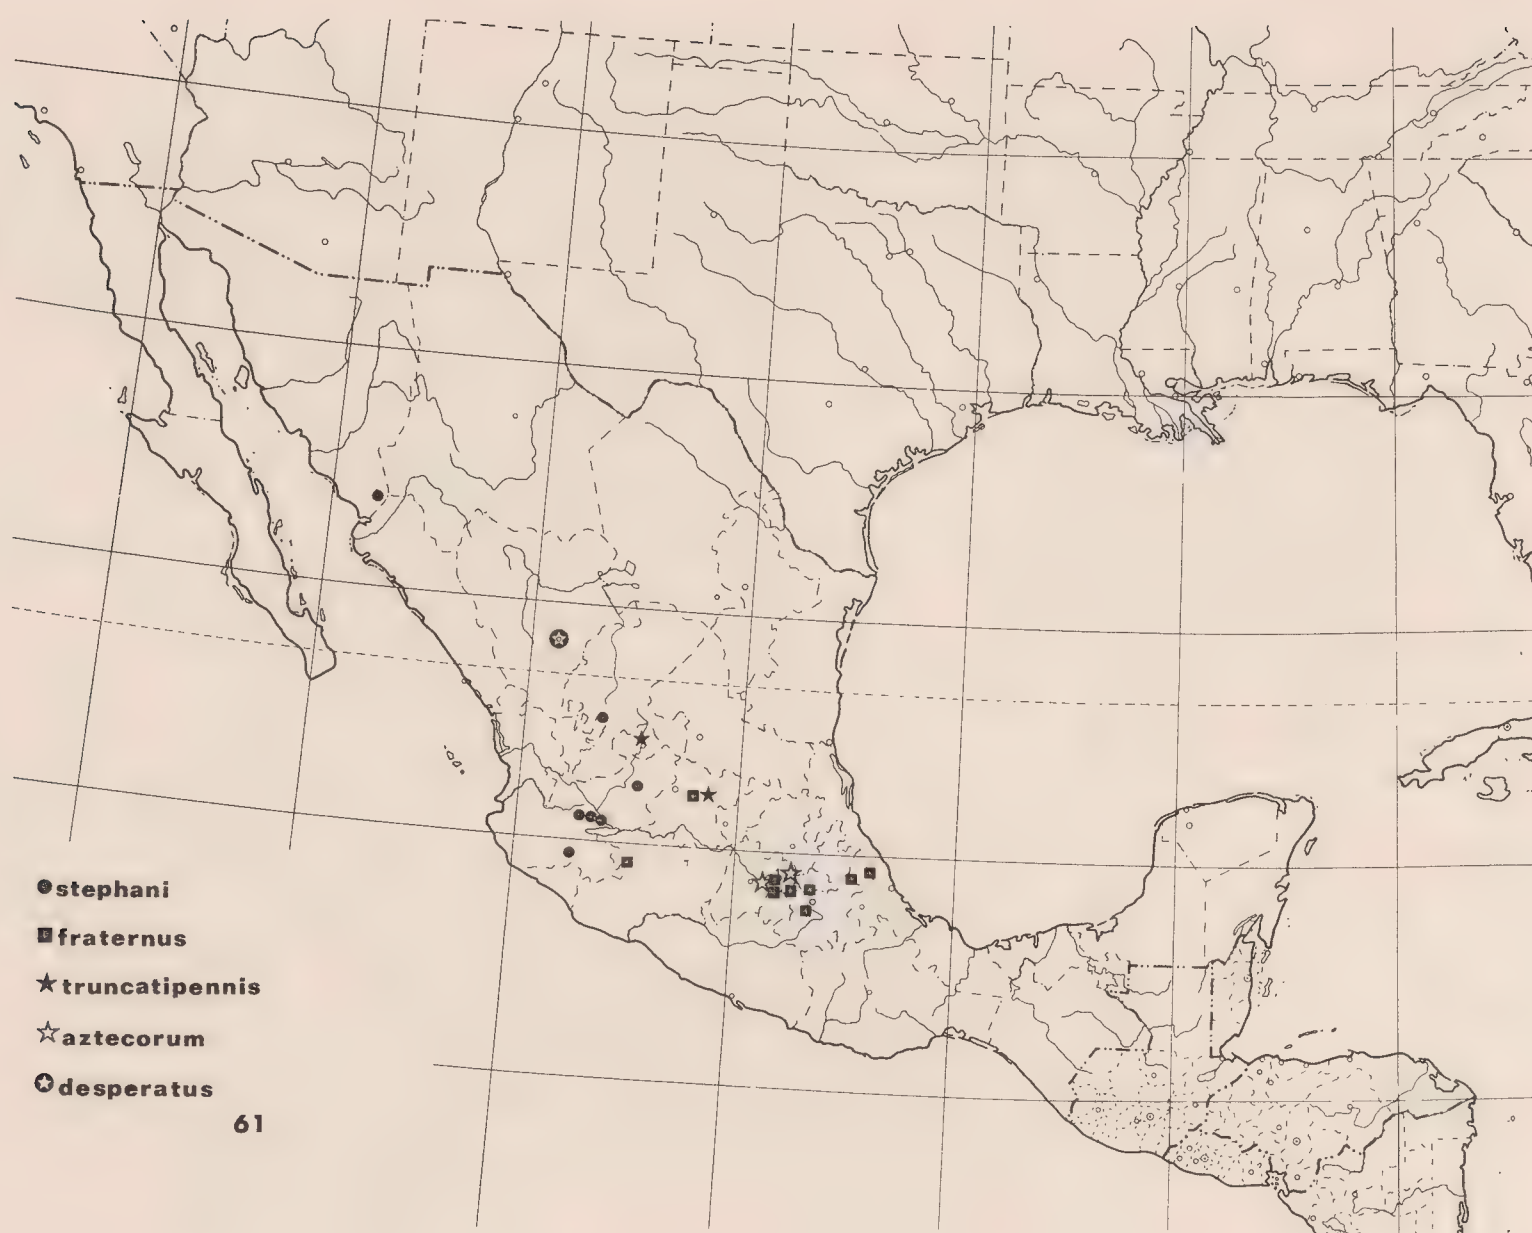 stephani
fraternus
truncatipennis
aztecorum
desperatus
61